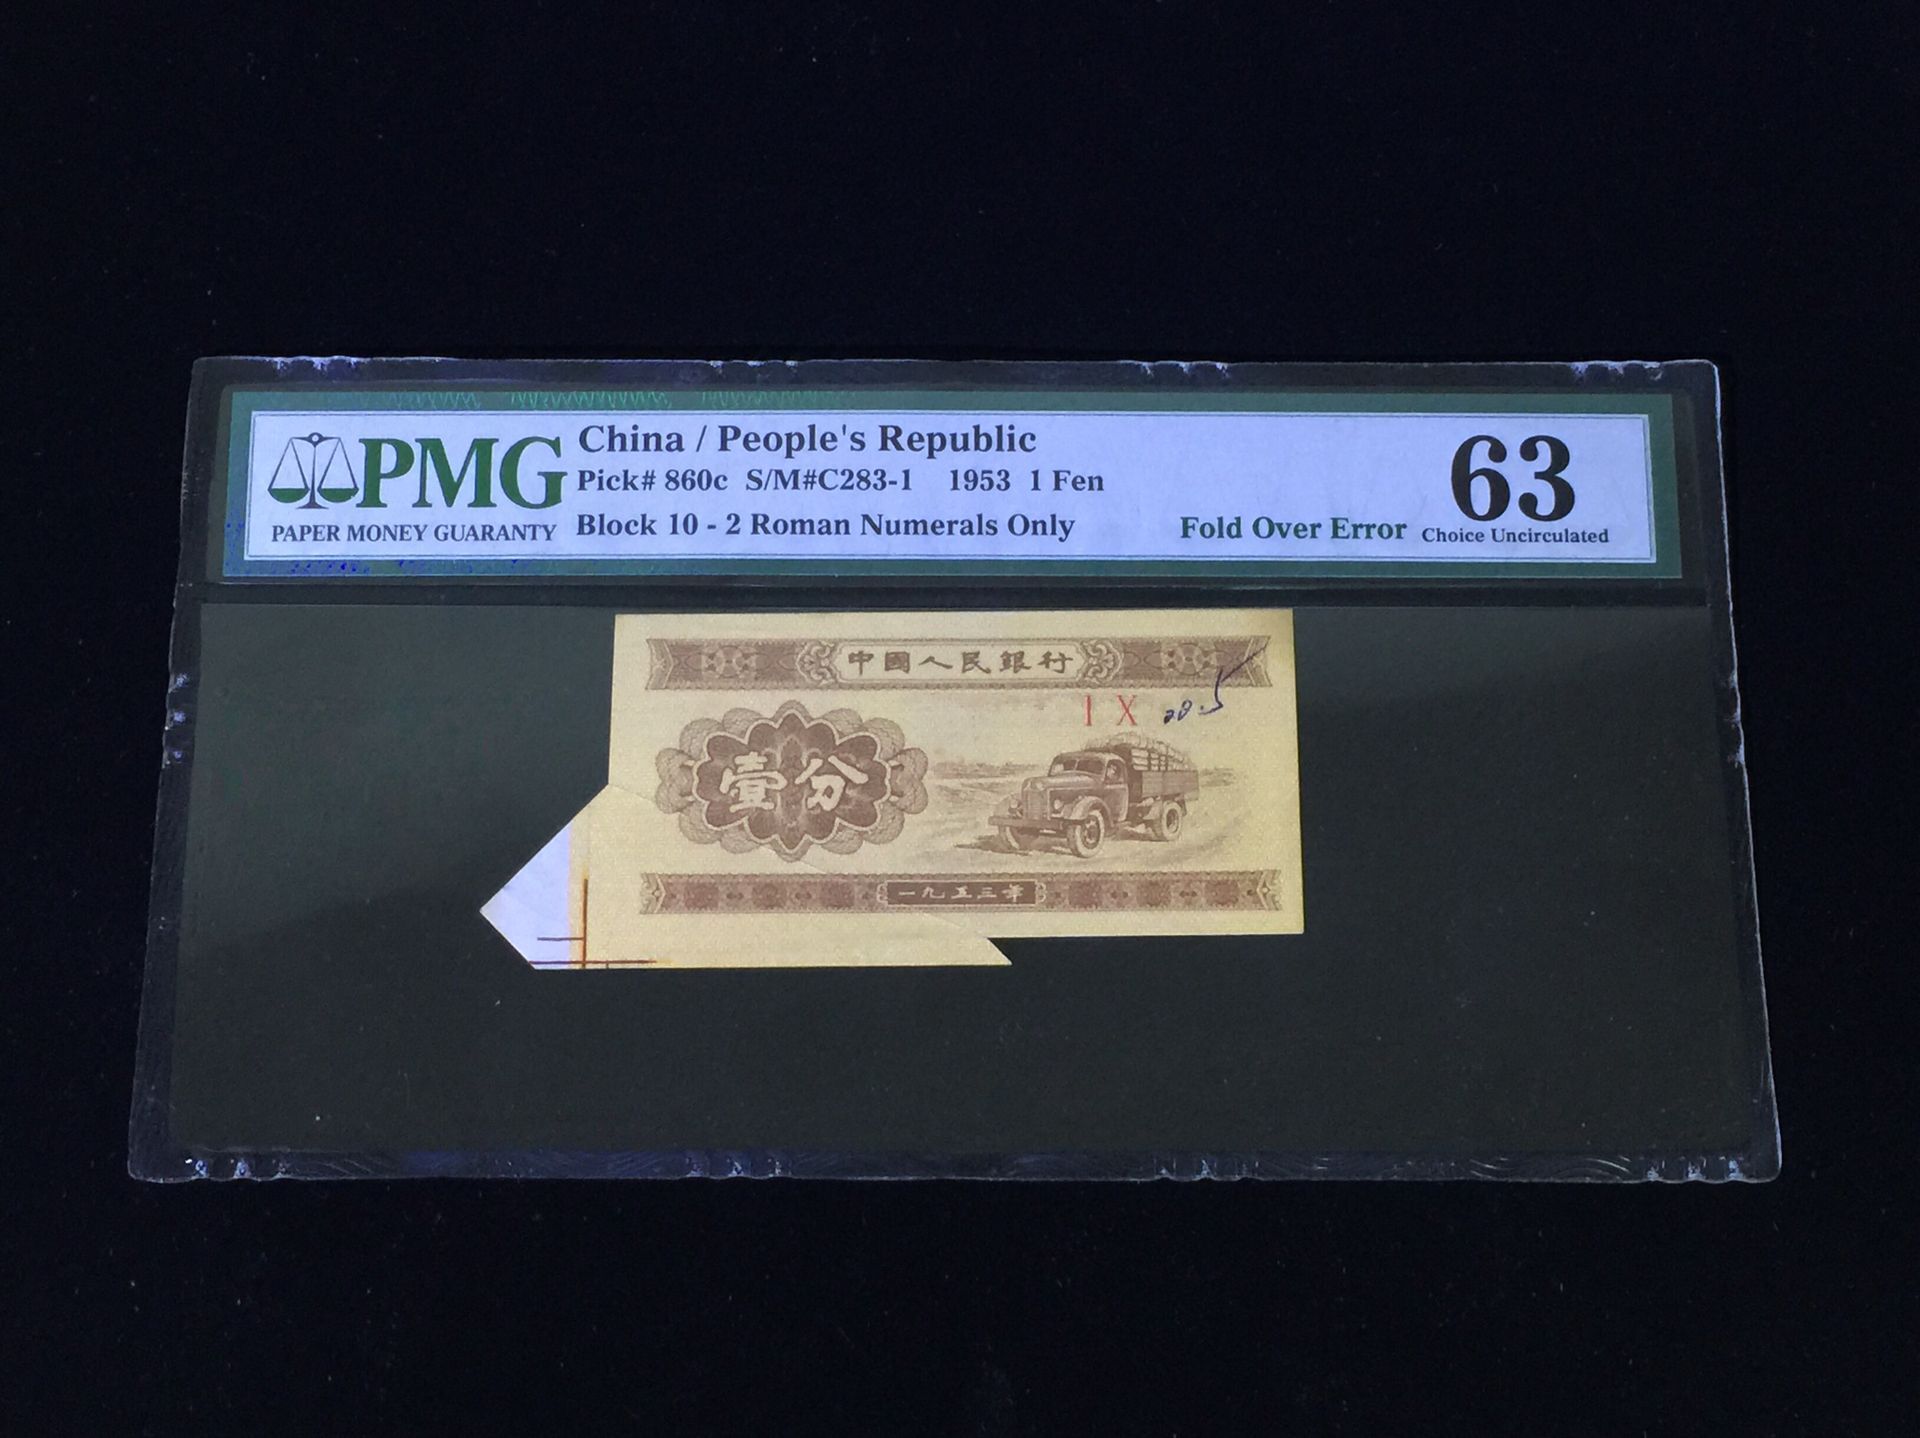 PMG
PAPER MONEY GUARANTY
China / People's Republic
Pick# 860c S/M#C283-1 1953 1 Fen
Block 10 - 2 Roman Numerals Only
Fold Over Error
63
Choice Uncirculated
中國人民銀行
I X
壹分
一九五三年